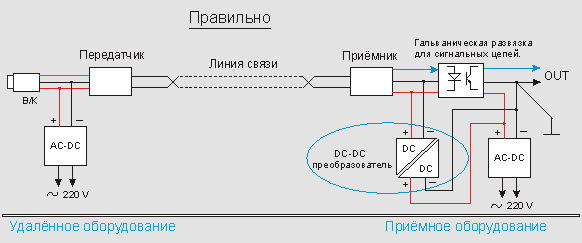 Правильно
Передатчик
Линия связи
Приёмник
Гальваническая развязка
для сигнальных цепей.
OUT
В/К
+ −
AC-DC
~ 220 V
DC-DC
преобразователь
+ −
DC
DC
+ −
+ −
AC-DC
~ 220 V
Удалённое оборудование
Приёмное оборудование